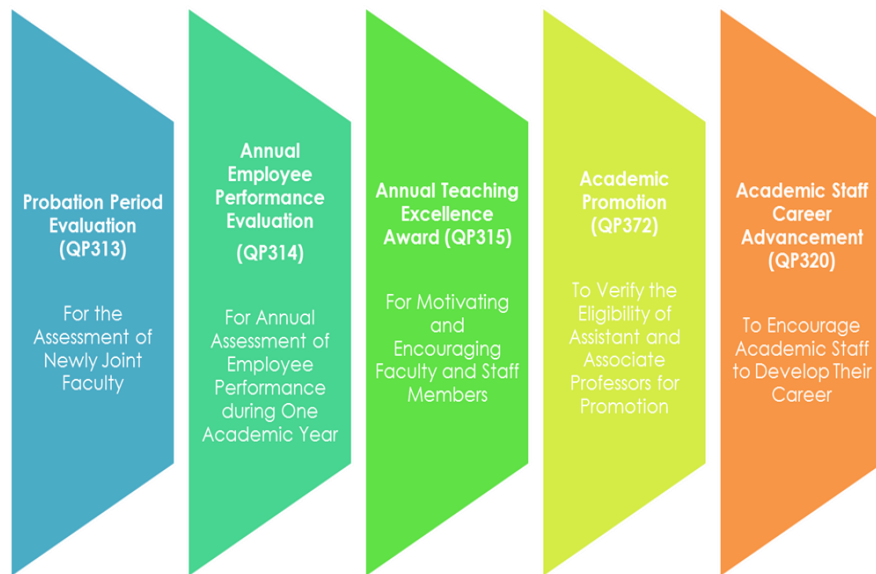 Probation Period
Evaluation
(QP313)
For the
Assessment of
Newly Joint
Faculty
Annual
Employee
Performance
Evaluation
(QP314)
For Annual
Assessment of
Employee
Performance
during One
Academic Year
Annual Teaching
Excellence
Award (QP315)
For Motivating
and
Encouraging
Faculty and Staff
Members
Academic
Promotion
(QP372)
To Verify the
Eligibility of
Assistant and
Associate
Professors for
Promotion
Academic Staff
Career
Advancement
(QP320)
To Encourage
Academic Staff
to Develop Their
Career